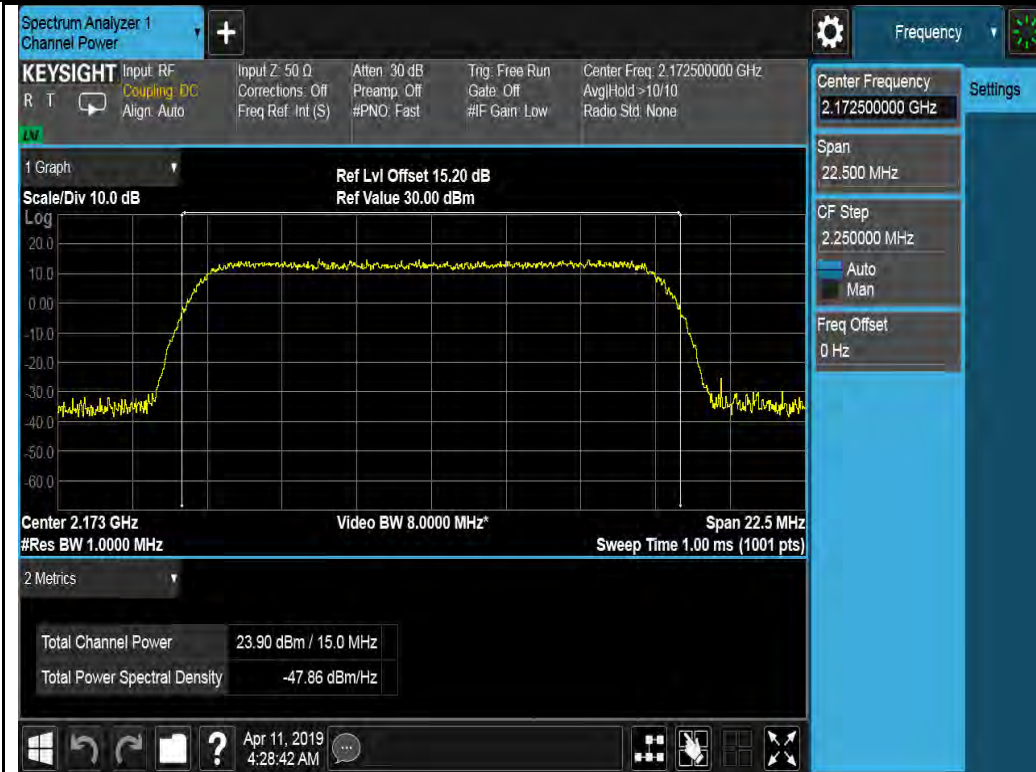 Spectrum Analyzer 1
Channel Power
Frequency
KEYSIGHT
R T
LNI
Input: RF
Coupling: DC
Align: Auto
Input Z: 50 Ω
Corrections: Off
Freq Ref: Int (S)
Atten: 30 dB
Preamp: Off
#PNO: Fast
Trig: Free Run
Gate: Off
#IF Gain: Low
Center Freq: 2.172500000 GHz
Avg|Hold >10/10
Radio Std: None
Center Frequency
2.172500000 GHz
Settings
Span
22.500 MHz
CF Step
2.250000 MHz
Auto
Man
Freq Offset
0 Hz
1 Graph
Scale/Div 10.0 dB
Ref Lvl Offset 15.20 dB
Ref Value 30.00 dBm
Log
20.0
10.0
0.00
-10.0
-20.0
-30.0
-40.0
-50.0
-60.0
Center 2.173 GHz
Video BW 8.0000 MHz*
Span 22.5 MHz
#Res BW 1.0000 MHz
Sweep Time 1.00 ms (1001 pts)
2 Metrics
Total Channel Power 23.90 dBm / 15.0 MHz
Total Power Spectral Density -47.86 dBm/Hz
Apr 11, 2019
4:28:42 AM